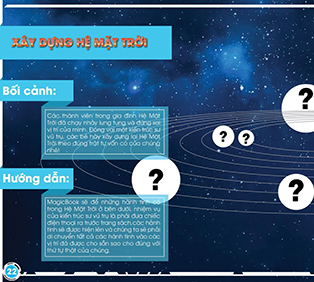 XÂY DỰNG HỆ MẶT TRỜI
Bối cảnh:
Các thành viên trong gia đình Hệ Mặt
Trời đã chạy nhảy lung tung và đứng sai
vị trí của mình. Đóng vai một kiến trúc sư
vũ trụ, các bé hãy xây dựng lại Hệ Mặt
Trời theo đúng trật tự vốn có của chúng
nhé!
?
?
?
?
?
Hướng dẫn:
MagicBook sẽ để những hành tinh có
trong Hệ Mặt Trời ở bên dưới, nhiệm vụ
của kiến trúc sư vũ trụ là phải đưa chiếc
điện thoại ra trước trang sách, các hành
tinh sẽ được hiện lên và chúng ta sẽ phải
di chuyển tất cả các hành tinh vào các
vị trí đã được cho sẵn sao cho đúng với
thứ tự thật của chúng.
22